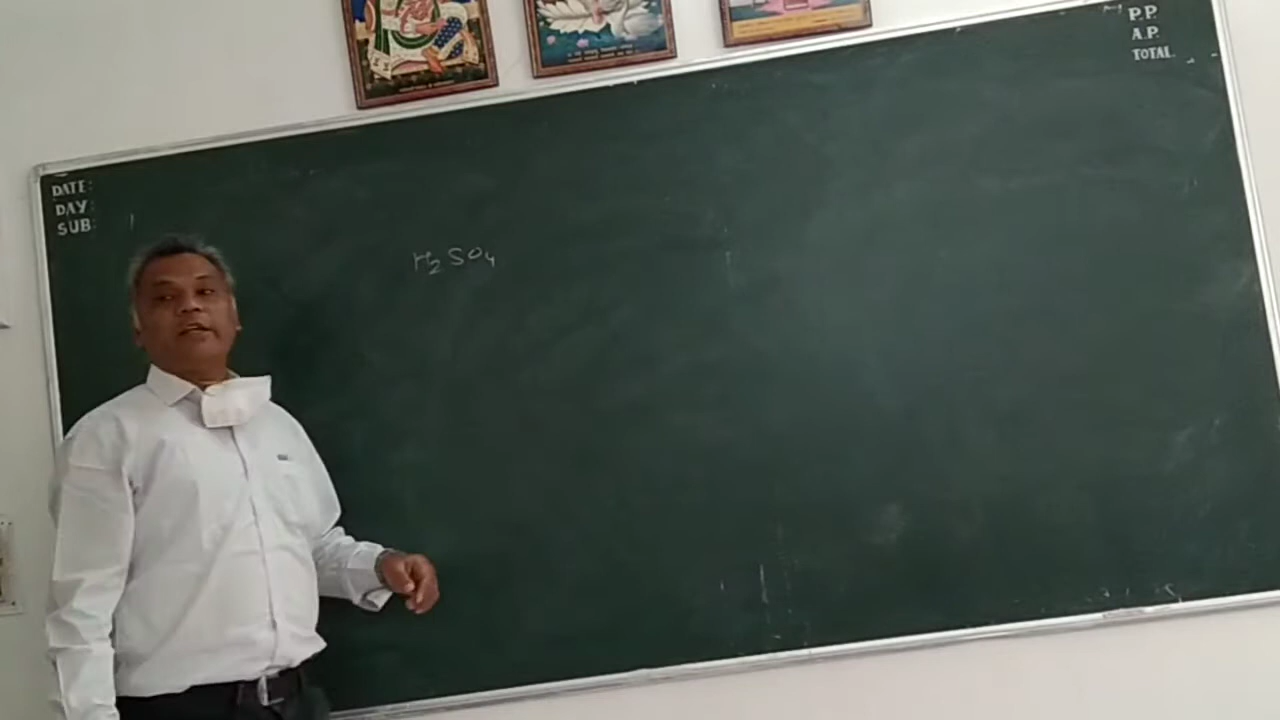 P.P.
A.P.
TOTAL.
DATE:
DAY:
SUB:
H₂SO₄